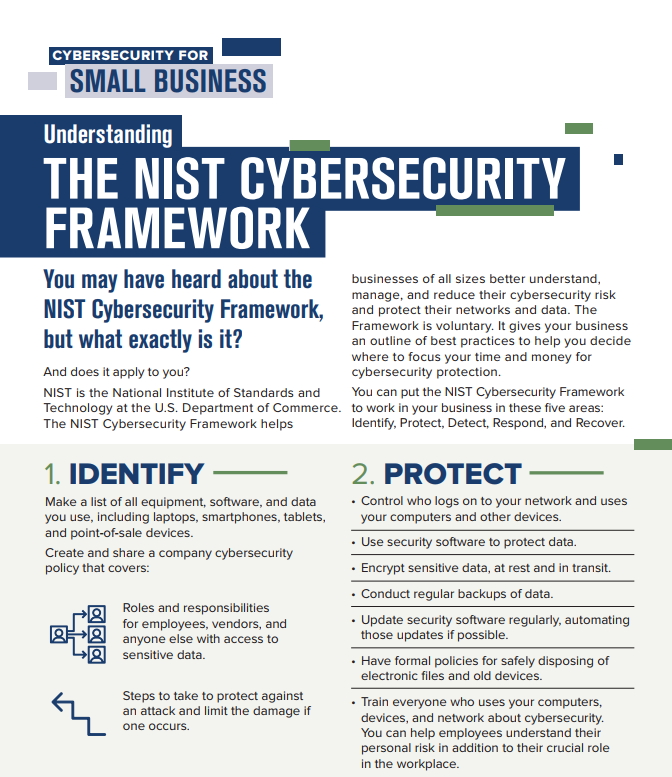 CYBERSECURITY FOR
SMALL BUSINESS
Understanding
THE NIST CYBERSECURITY
FRAMEWORK
You may have heard about the
NIST Cybersecurity Framework,
but what exactly is it?
And does it apply to you?
NIST is the National Institute of Standards and
Technology at the U.S. Department of Commerce.
The NIST Cybersecurity Framework helps
businesses of all sizes better understand,
manage, and reduce their cybersecurity risk
and protect their networks and data. The
Framework is voluntary. It gives your business
an outline of best practices to help you decide
where to focus your time and money for
cybersecurity protection.
You can put the NIST Cybersecurity Framework
to work in your business in these five areas:
Identify, Protect, Detect, Respond, and Recover.
1. IDENTIFY
Make a list of all equipment, software, and data
you use, including laptops, smartphones, tablets,
and point-of-sale devices.
Create and share a company cybersecurity
policy that covers:
Roles and responsibilities
for employees, vendors, and
anyone else with access to
sensitive data.
Steps to take to protect against
an attack and limit the damage if
one occurs.
2. PROTECT
• Control who logs on to your network and uses
your computers and other devices.
• Use security software to protect data.
• Encrypt sensitive data, at rest and in transit.
• Conduct regular backups of data.
• Update security software regularly, automating
those updates if possible.
• Have formal policies for safely disposing of
electronic files and old devices.
• Train everyone who uses your computers,
devices, and network about cybersecurity.
You can help employees understand their
personal risk in addition to their crucial role
in the workplace.